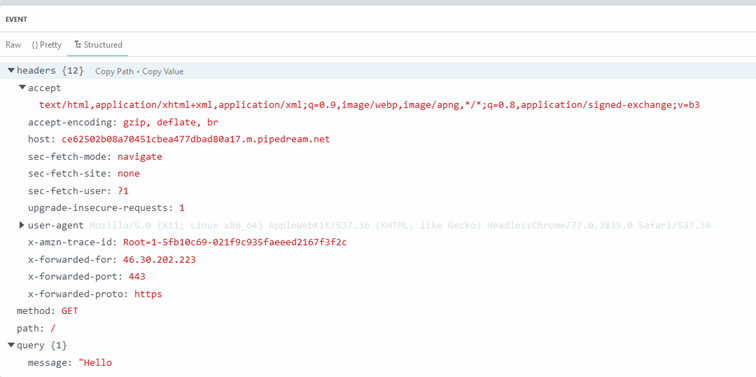 EVENT
Raw {} Pretty Structured
headers {12} Copy Path • Copy Value
accept
text/html,application/xhtml+xml,application/xml;q=0.9,image/webp,image/apng,*/*;q=0.8,application/signed-exchange;v=b3
accept-encoding: gzip, deflate, br
host: ce62502b08a70451cbea477dbad80a17.m.pipedream.net
sec-fetch-mode: navigate
sec-fetch-site: none
sec-fetch-user: ?1
upgrade-insecure-requests: 1
user-agent Mozilla/5.0 (X11; Linux x86_64) AppleWebKit/537.36 (KHTML, like Gecko) HeadlessChrome/77.0.3835.0 Safari/537.36
x-amzn-trace-id: Root=1-5fb10c69-021f9c935faeeed2167f3f2c
x-forwarded-for: 46.30.202.223
x-forwarded-port: 443
x-forwarded-proto: https
method: GET
path: /
query {1}
message: "Hello